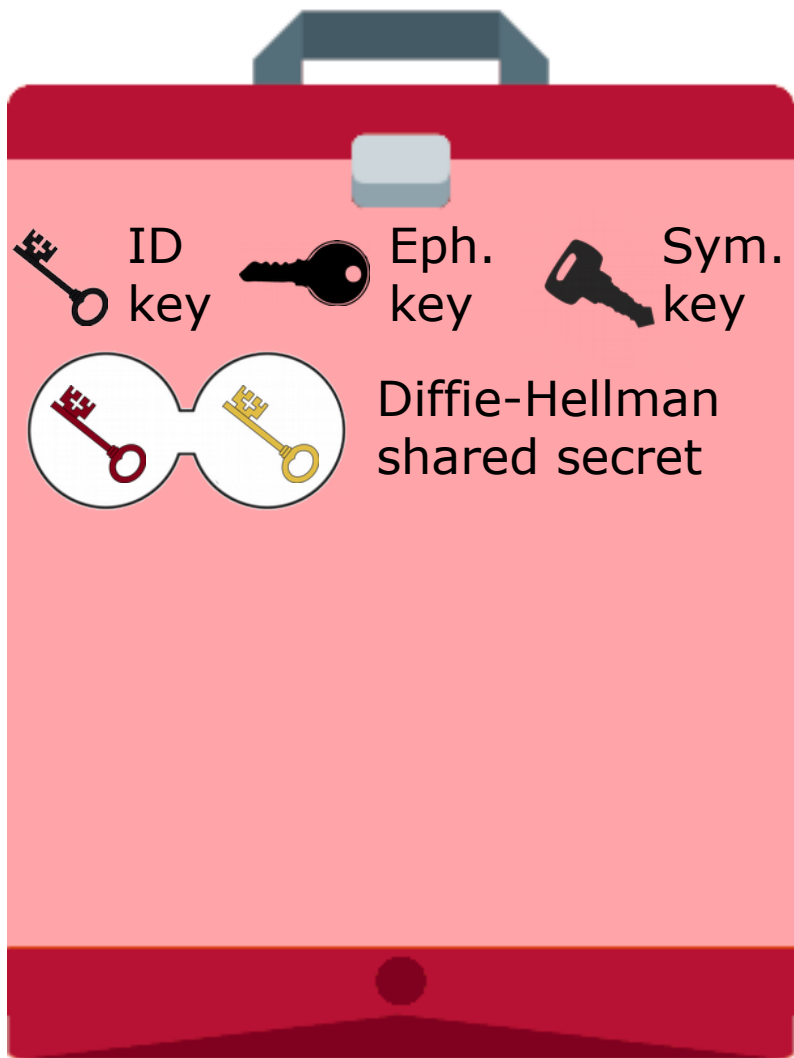 ID
key
Eph.
key
Sym.
key
Diffie-Hellman
shared secret